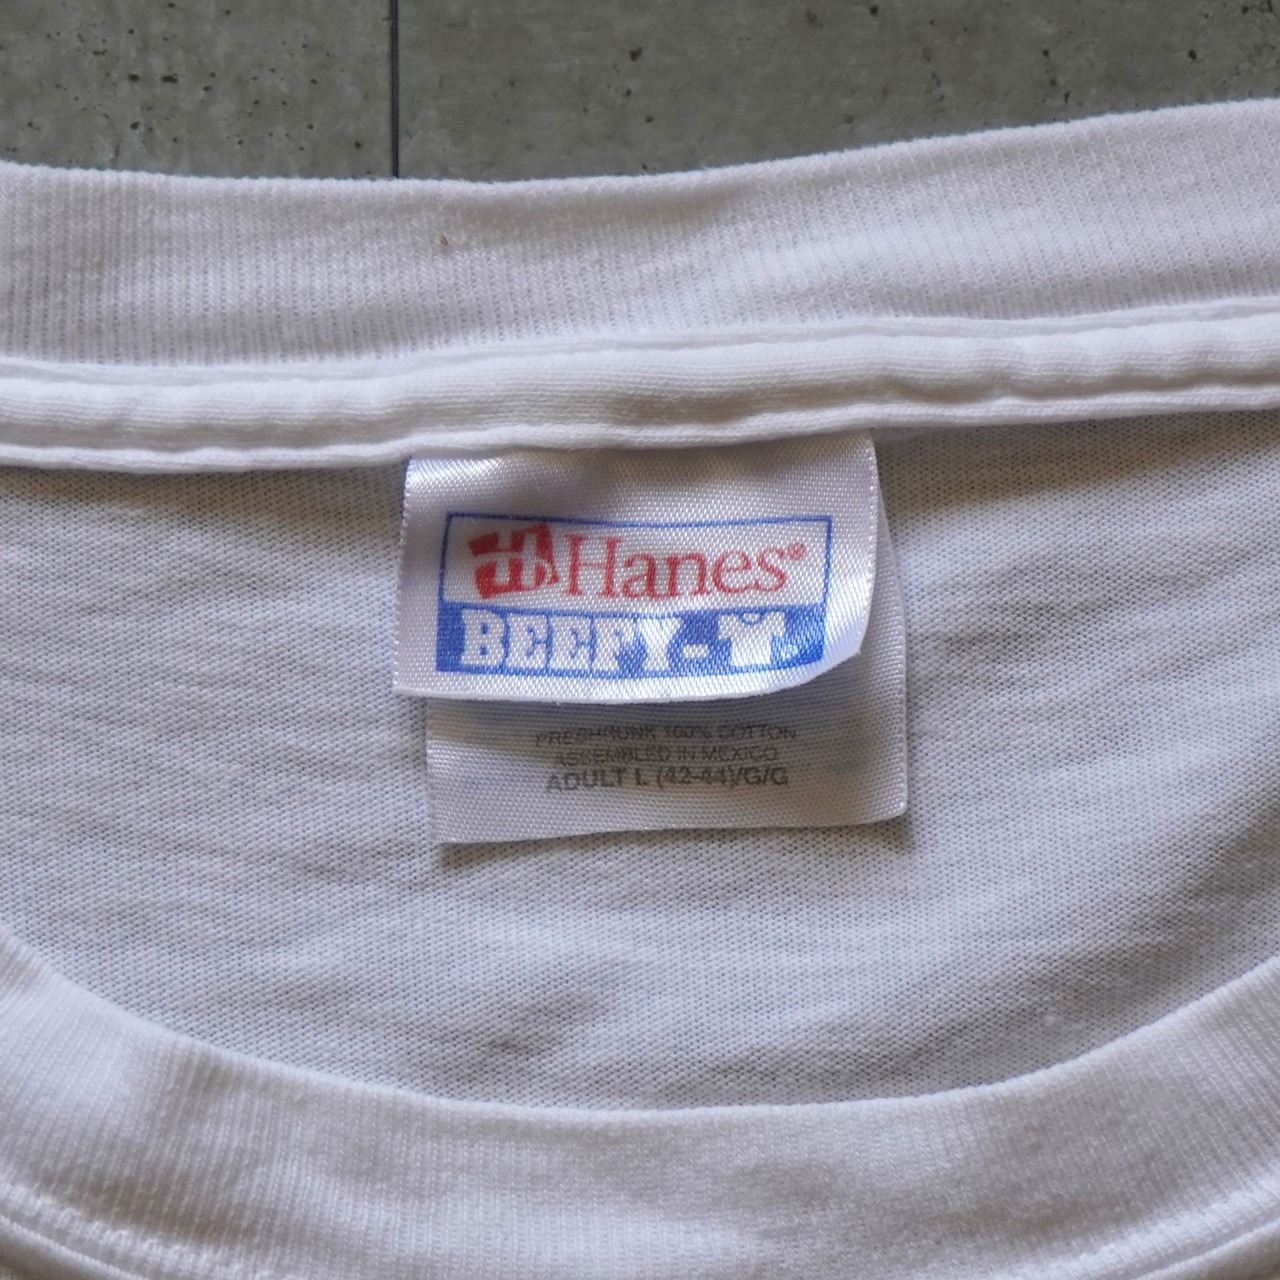 Hanes®
BEEFY-T®
PRESHRUNK 100% COTTON
ASSEMBLED IN MEXICO
ADULT L (42-44)/G/G